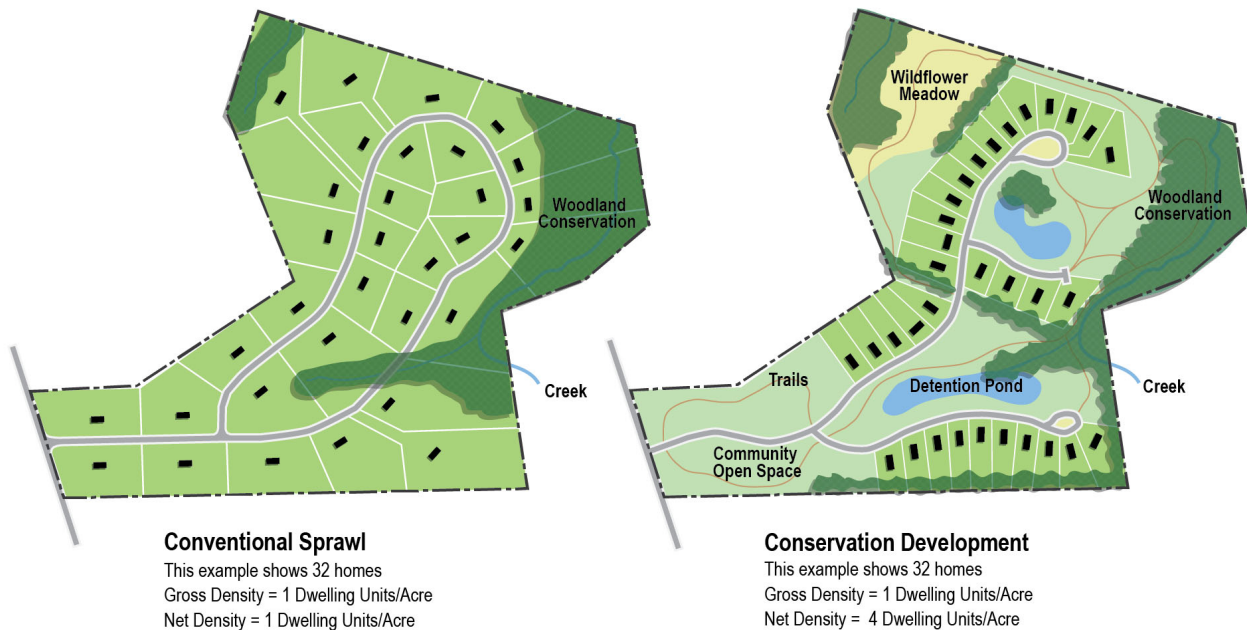 Woodland
Conservation
Creek
Conventional Sprawl
This example shows 32 homes
Gross Density = 1 Dwelling Units/Acre
Net Density = 1 Dwelling Units/Acre
Wildflower
Meadow
Woodland
Conservation
Trails
Detention Pond
Creek
Community
Open Space
Conservation Development
This example shows 32 homes
Gross Density = 1 Dwelling Units/Acre
Net Density = 4 Dwelling Units/Acre